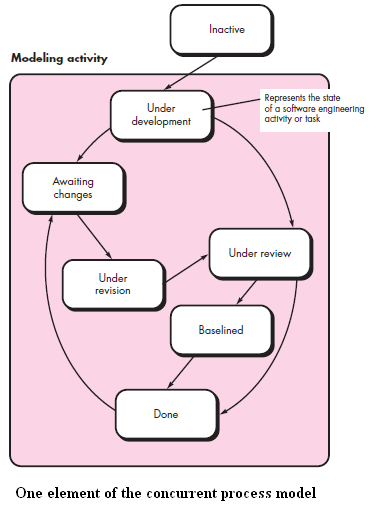 Inactive
Modeling activity
Under
development
Represents the state
of a software engineering
activity or task
Awaiting
changes
Under review
Under
revision
Baselined
Done
One element of the concurrent process model